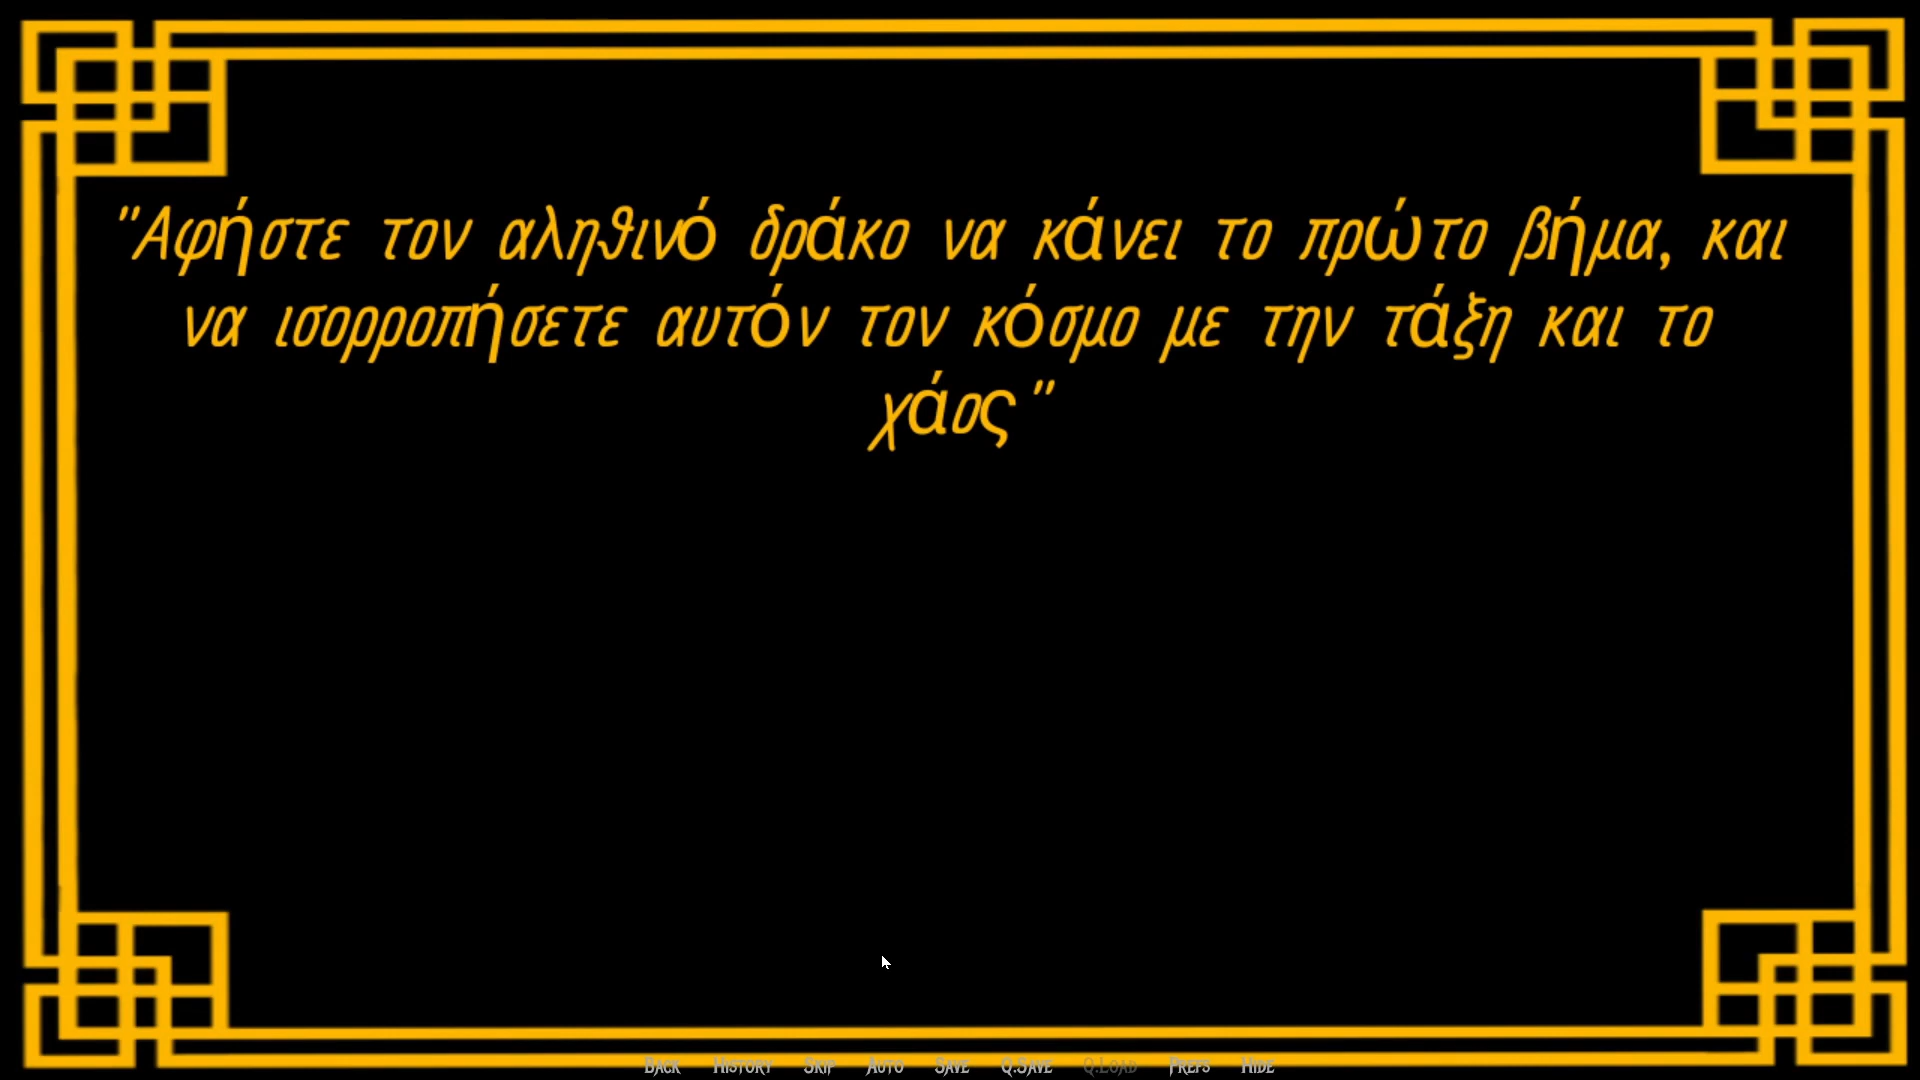 "Αφήστε τον αληθινό δράκο να κάνει το πρώτο βήμα, και
να ισορροπήσετε αυτόν τον κόσμο με την τάξη και το
χάος"
Back History Skip Auto Save Q.Save Q.Load Prefs Hide